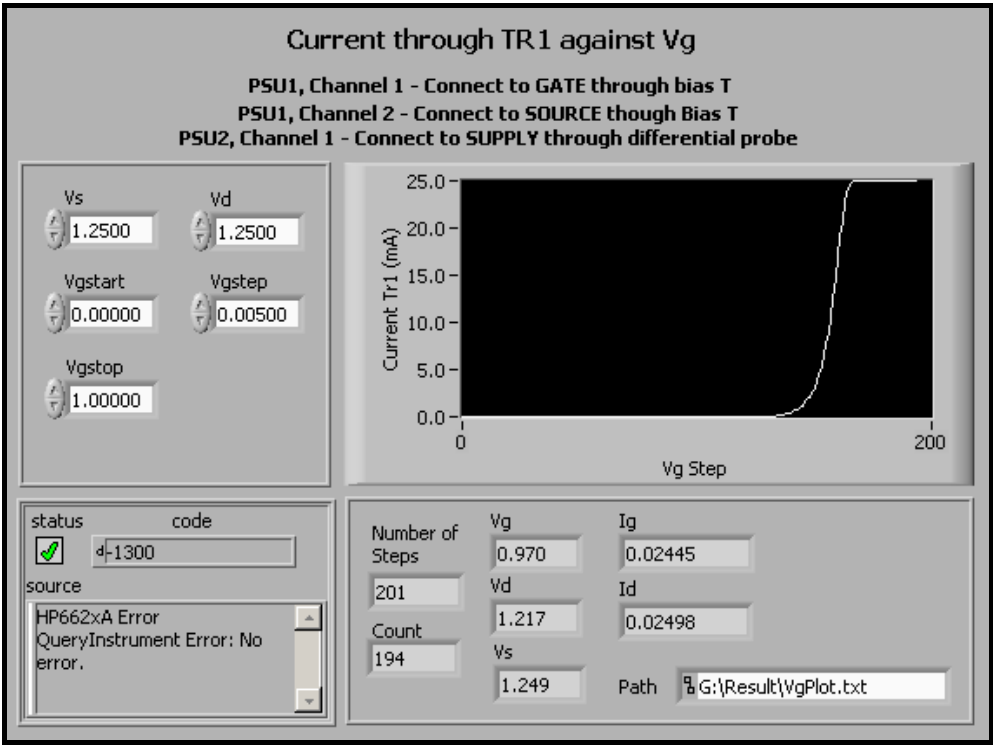 Current through TR1 against Vg
PSU1, Channel 1 - Connect to GATE through bias T
PSU1, Channel 2 - Connect to SOURCE though Bias T
PSU2, Channel 1 - Connect to SUPPLY through differential probe
Vs
1.2500
Vd
1.2500
Vgstart
0.00000
Vgstep
0.00500
Vgstop
1.00000
Current Tr1 (mA)
25.0
20.0
15.0
10.0
5.0
0.0
0
200
Vg Step
status
code
d -1300
source
HP662xA Error
QueryInstrument Error: No
error.
Number of
Steps
201
Count
194
Vg
0.970
Vd
1.217
Vs
1.249
Ig
0.02445
Id
0.02498
Path
G:\Result\VgPlot.txt